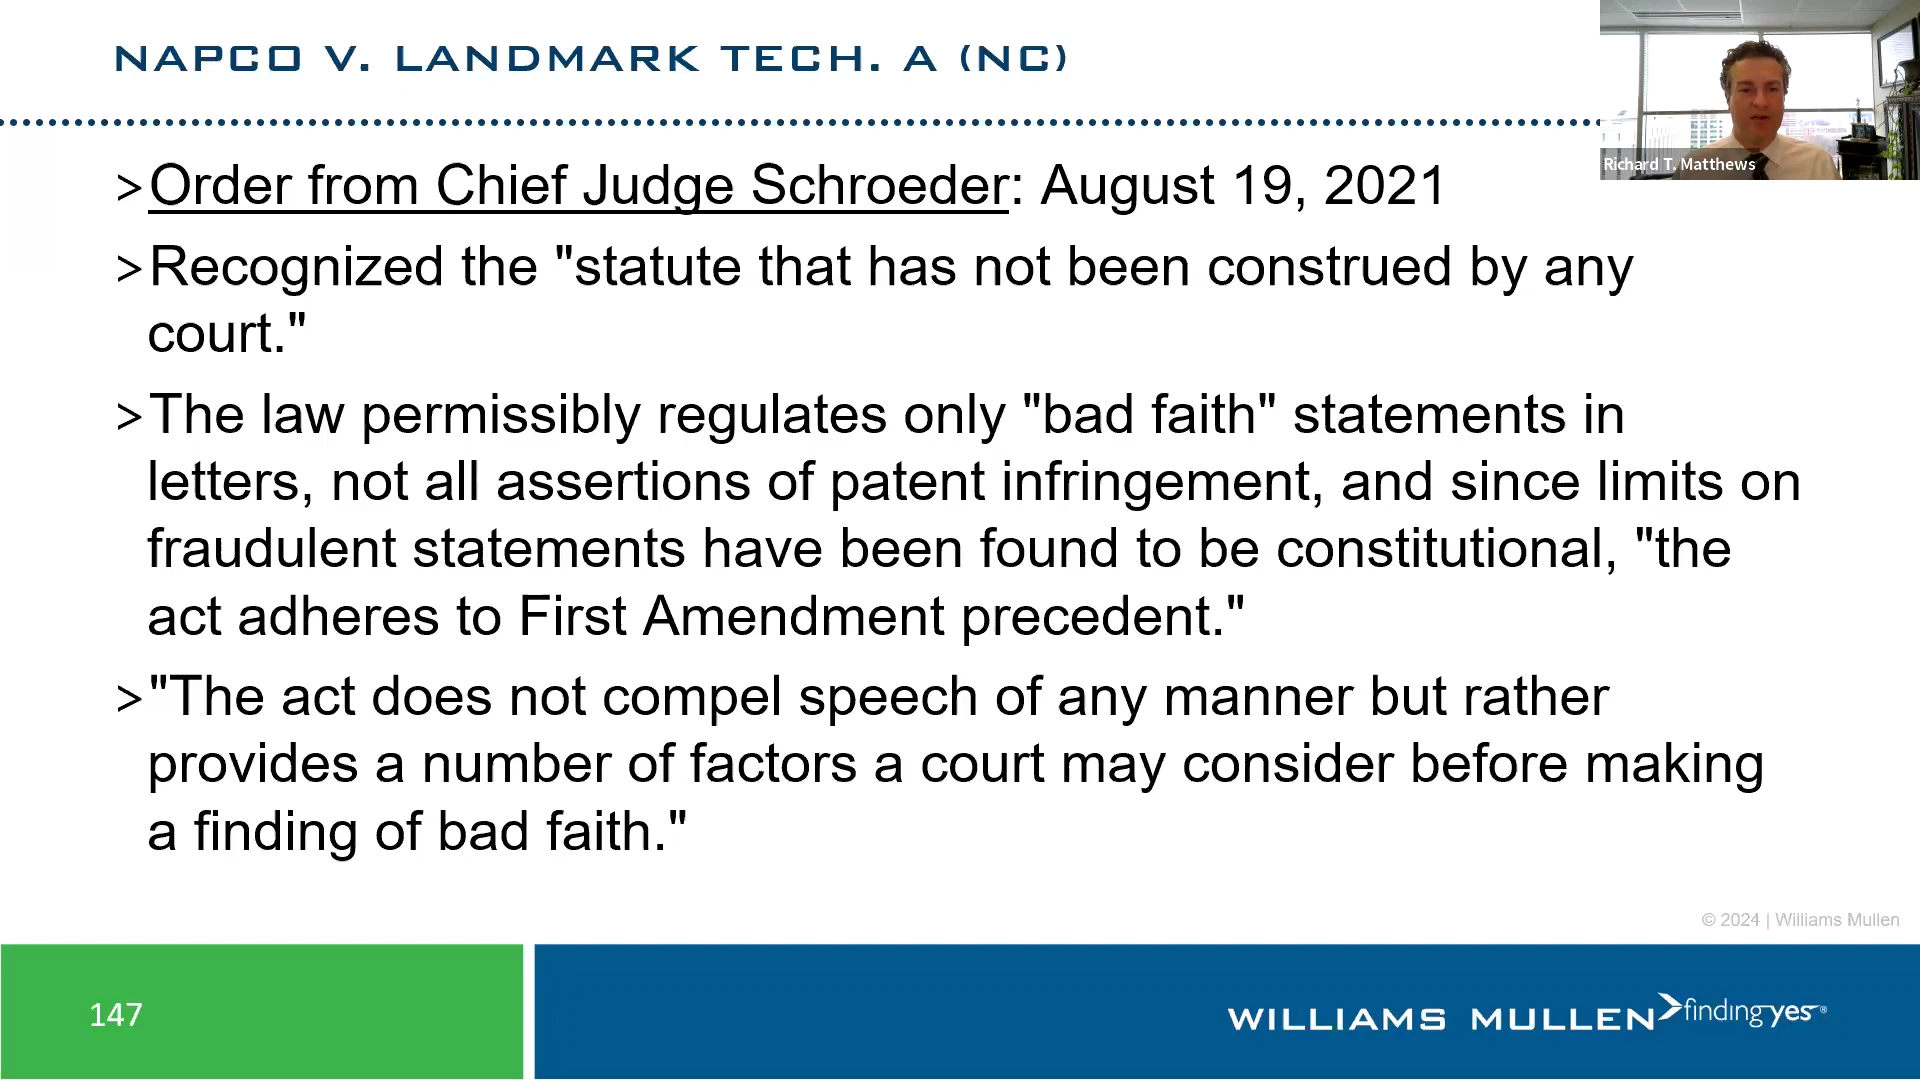 NAPCO V. LANDMARK TECH. A (NC)
Richard T. Matthews
>Order from Chief Judge Schroeder: August 19, 2021
>Recognized the "statute that has not been construed by any
court."
>The law permissibly regulates only "bad faith" statements in
letters, not all assertions of patent infringement, and since limits on
fraudulent statements have been found to be constitutional, "the
act adheres to First Amendment precedent."
>"The act does not compel speech of any manner but rather
provides a number of factors a court may consider before making
a finding of bad faith."
© 2024 | Williams Mullen
147
WILLIAMS MULLEN findingyes®